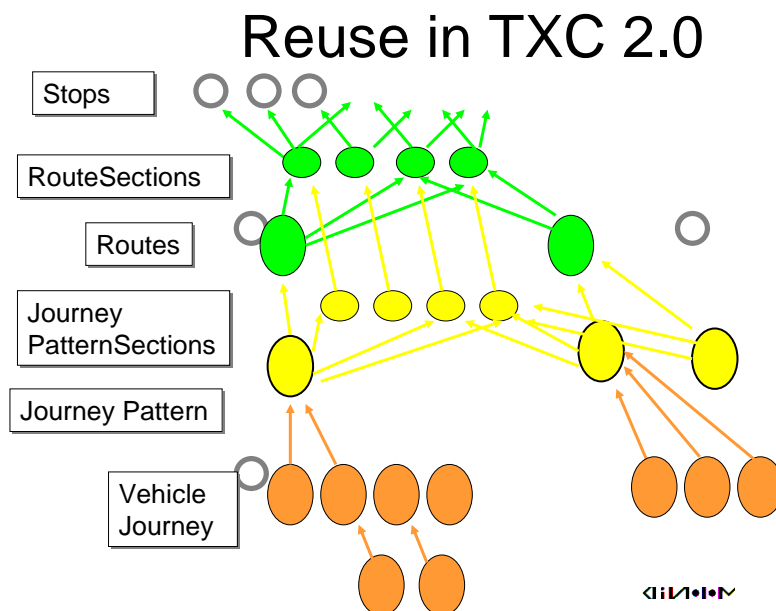 Reuse in TXC 2.0
Stops
RouteSections
Routes
Journey
PatternSections
Journey Pattern
Vehicle
Journey